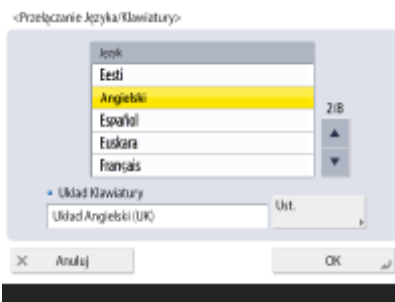 <Przełączanie Języka/Klawiatury>
Język
Eesti
Angielski
Español
Euskara
Français
2/8
Układ Klawiatury
Układ Angielski (UK)
Ust.
Anuluj
OK